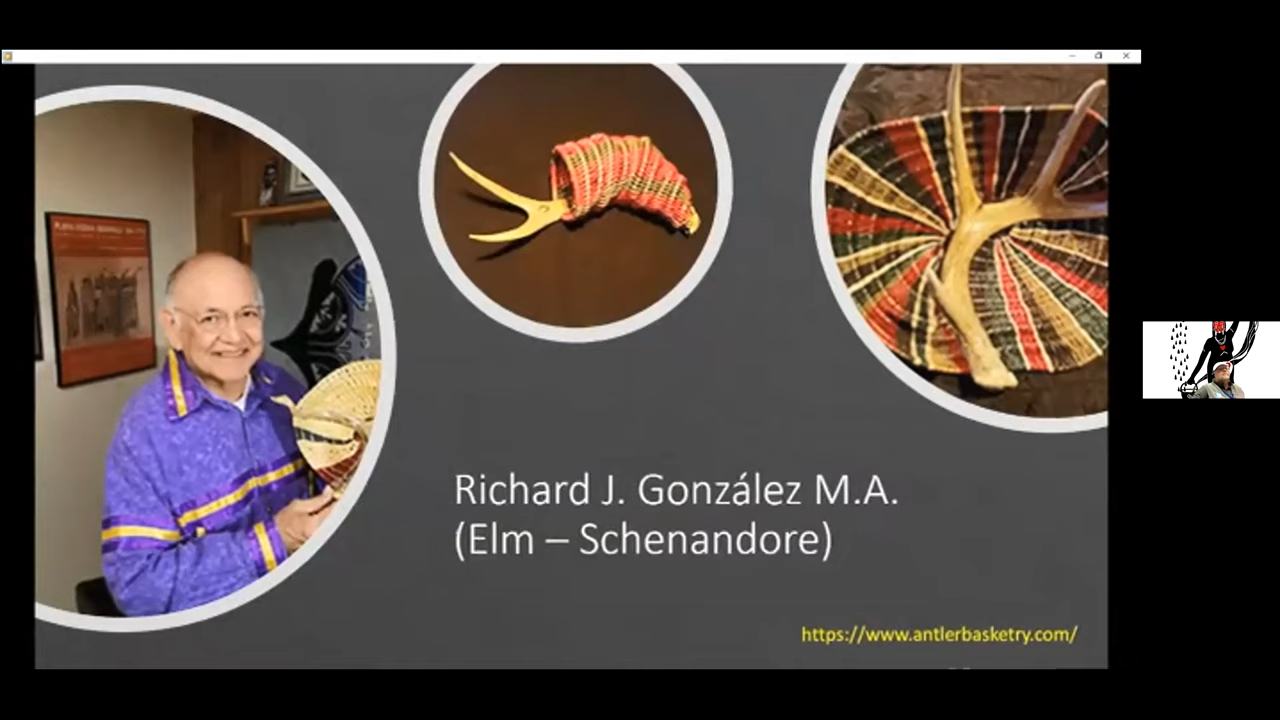 Richard J. González M.A.
(Elm – Schenandore)
https://www.antlerbasketry.com/